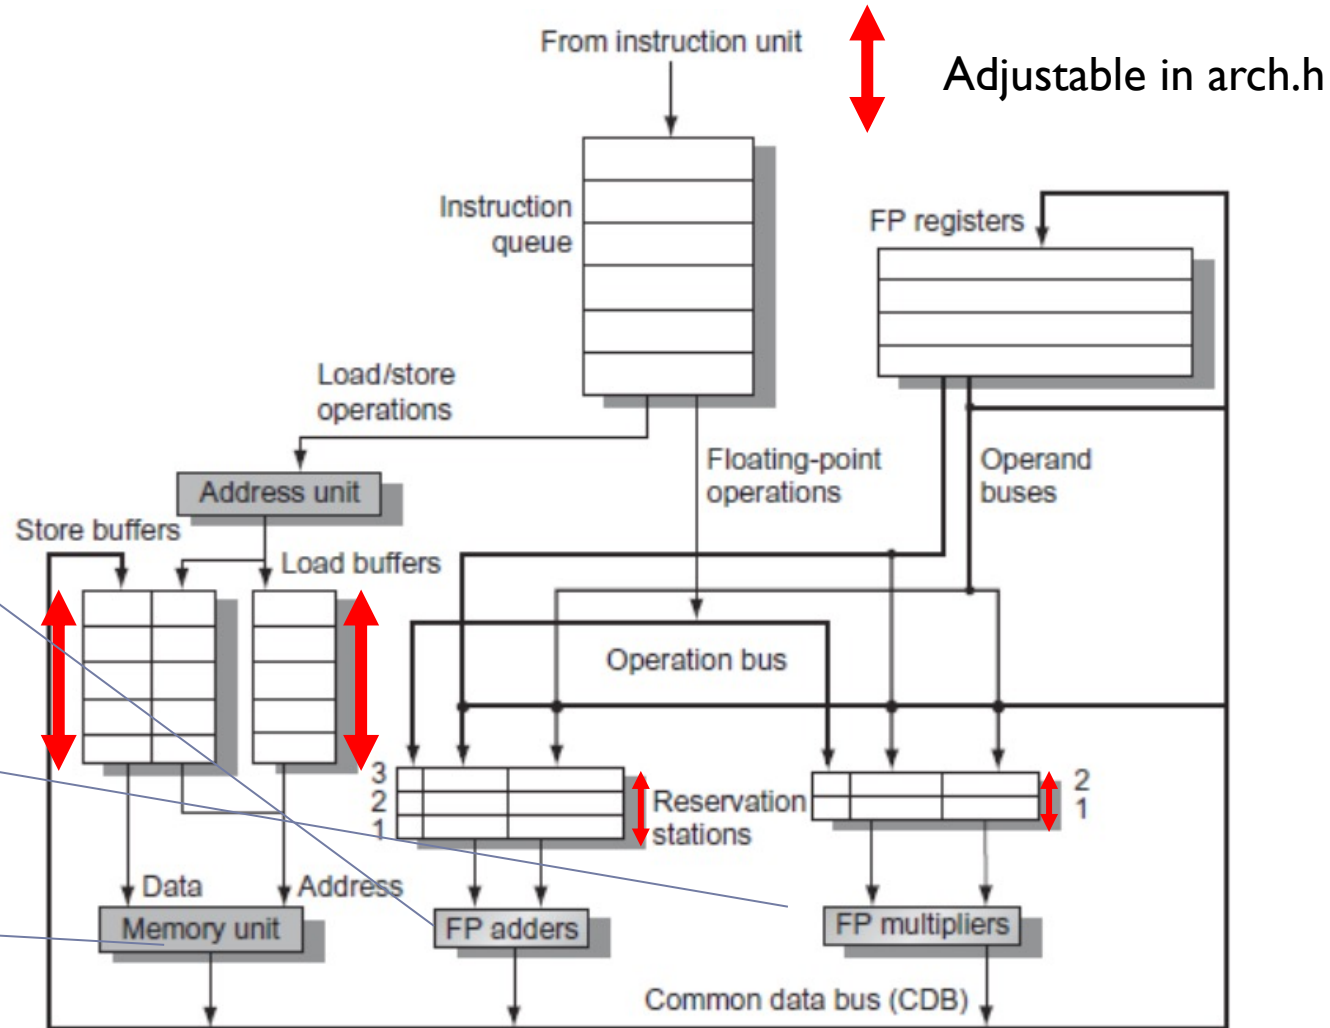 From instruction unit
Adjustable in arch.h
Instruction
queue
FP registers
Load/store
operations
Floating-point
operations
Operand
buses
Address unit
Store buffers
Load buffers
Operation bus
3
2
1
Reservation
stations
2
1
Data
Address
Memory unit
FP adders
FP multipliers
Common data bus (CDB)